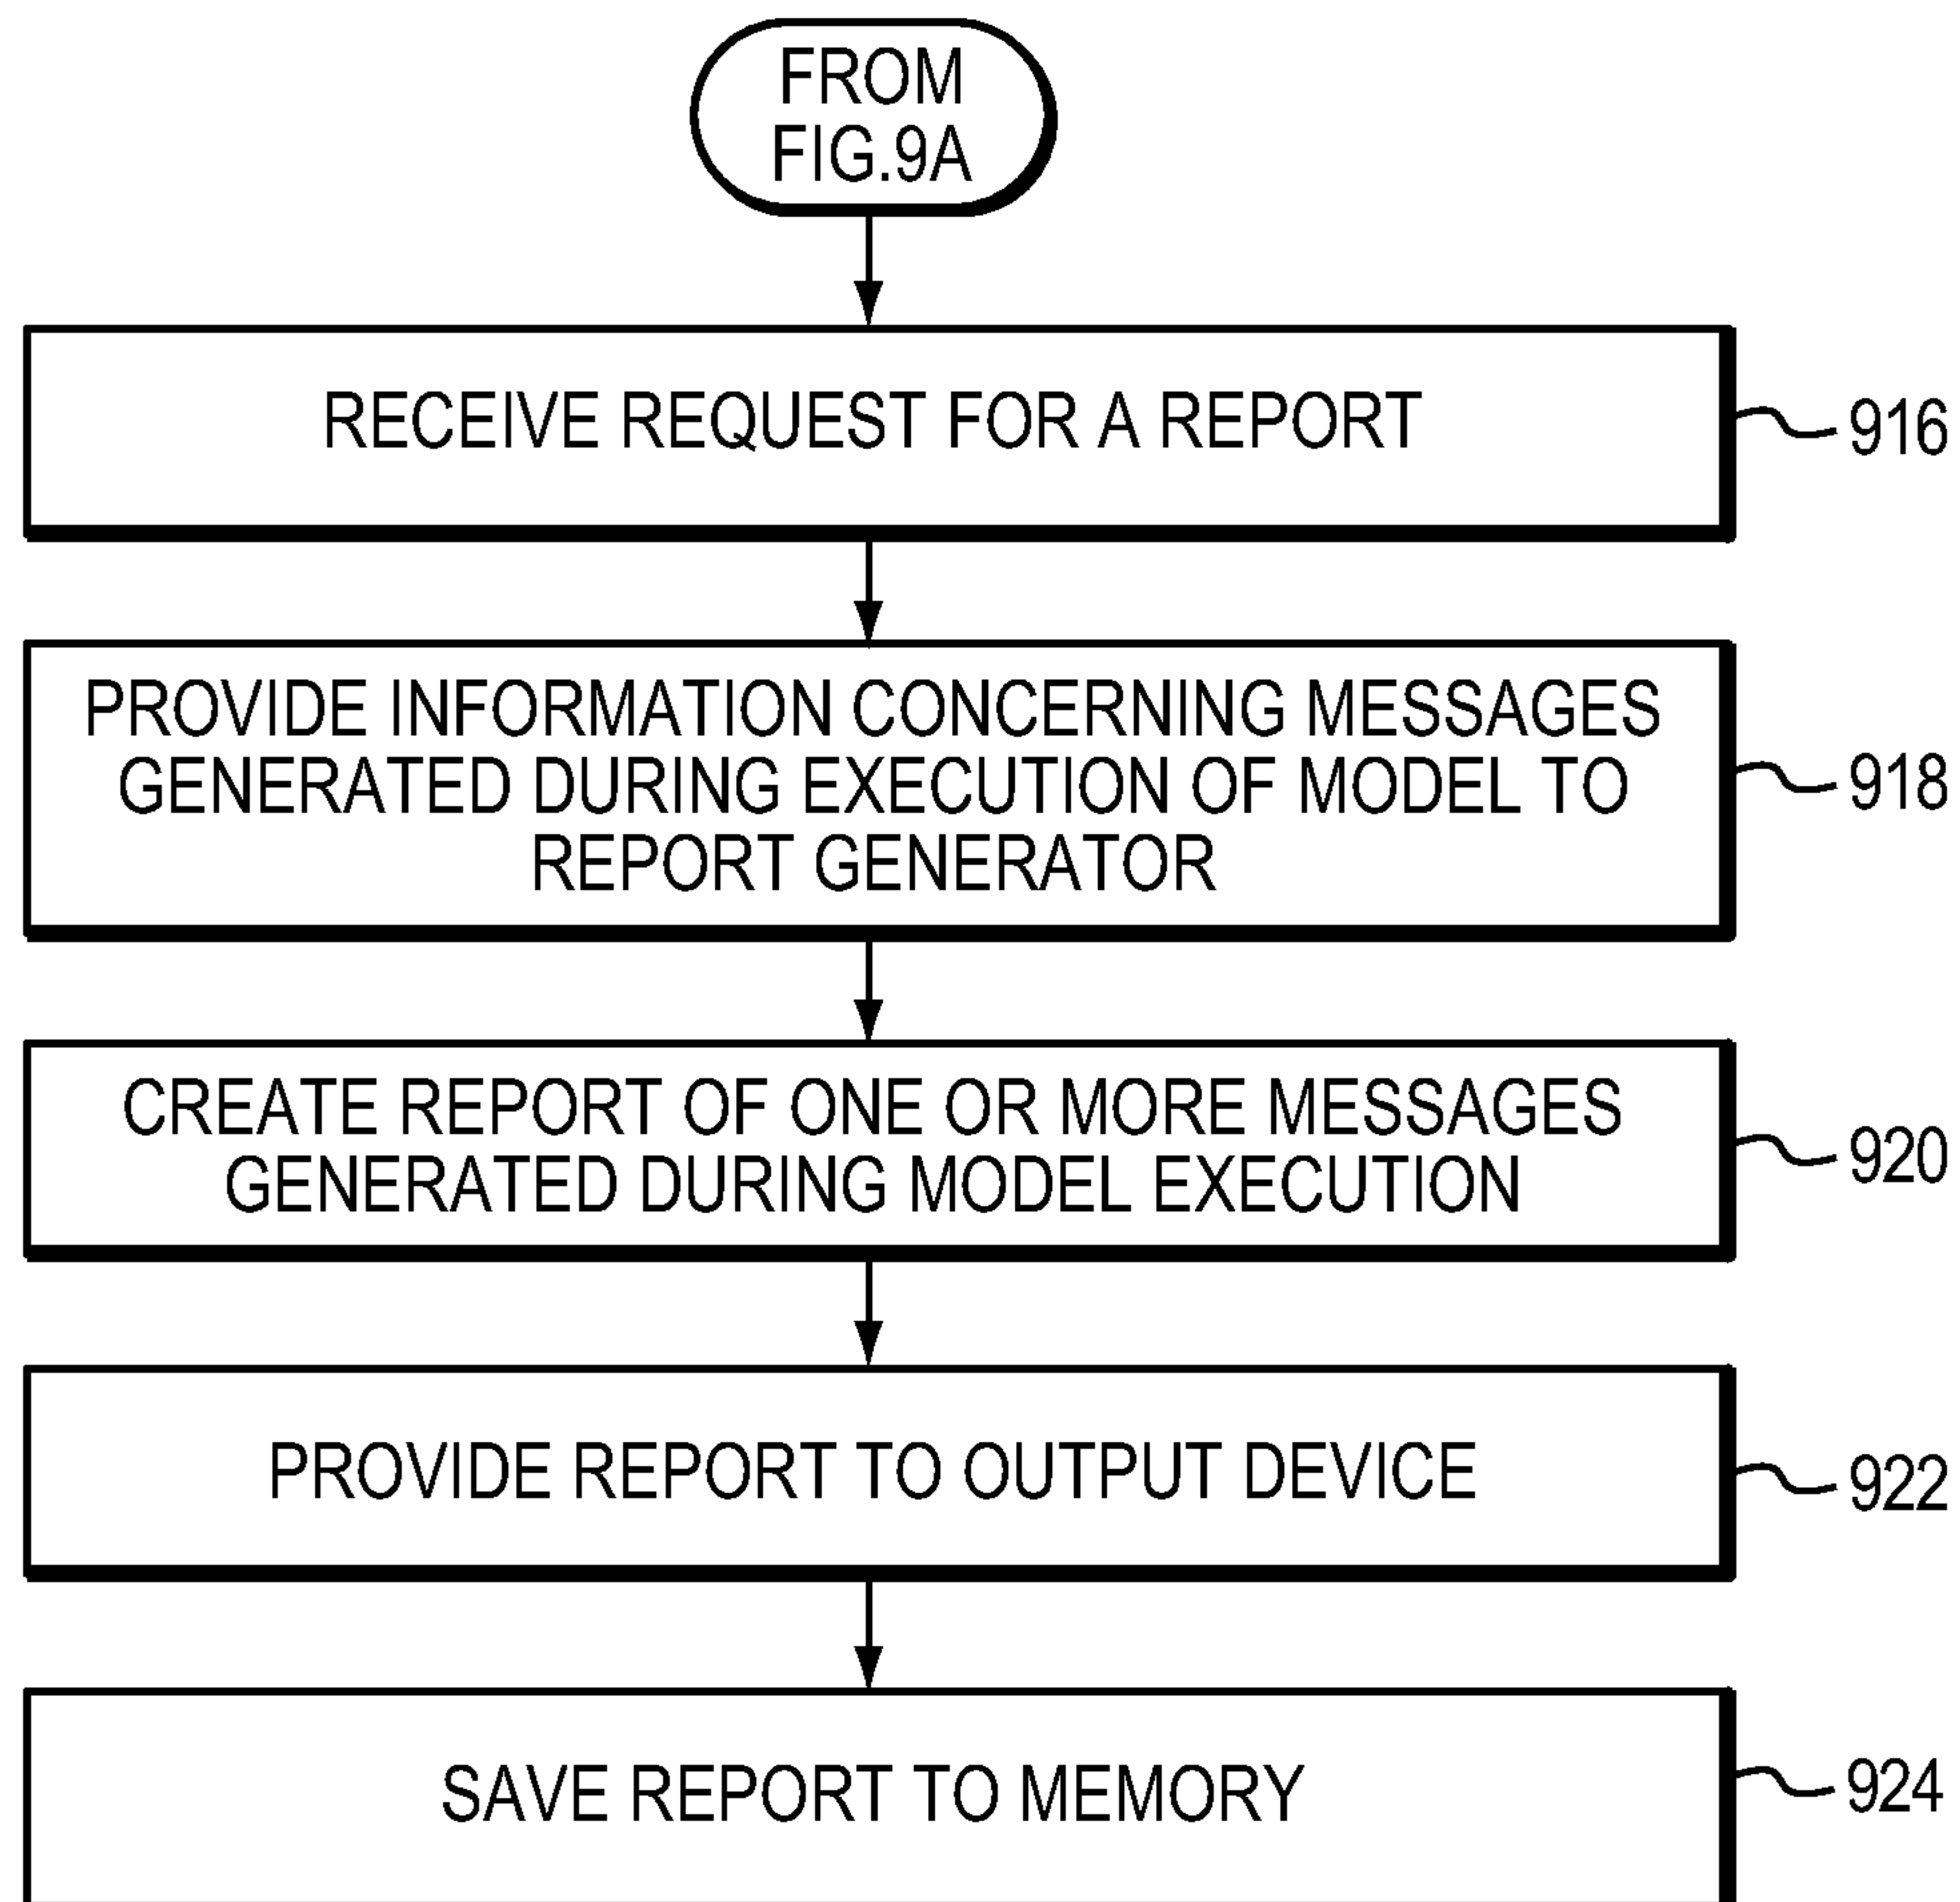 FROM
FIG.9A
RECEIVE REQUEST FOR A REPORT
916
PROVIDE INFORMATION CONCERNING MESSAGES
GENERATED DURING EXECUTION OF MODEL TO
REPORT GENERATOR
918
CREATE REPORT OF ONE OR MORE MESSAGES
GENERATED DURING MODEL EXECUTION
920
PROVIDE REPORT TO OUTPUT DEVICE
922
SAVE REPORT TO MEMORY
924